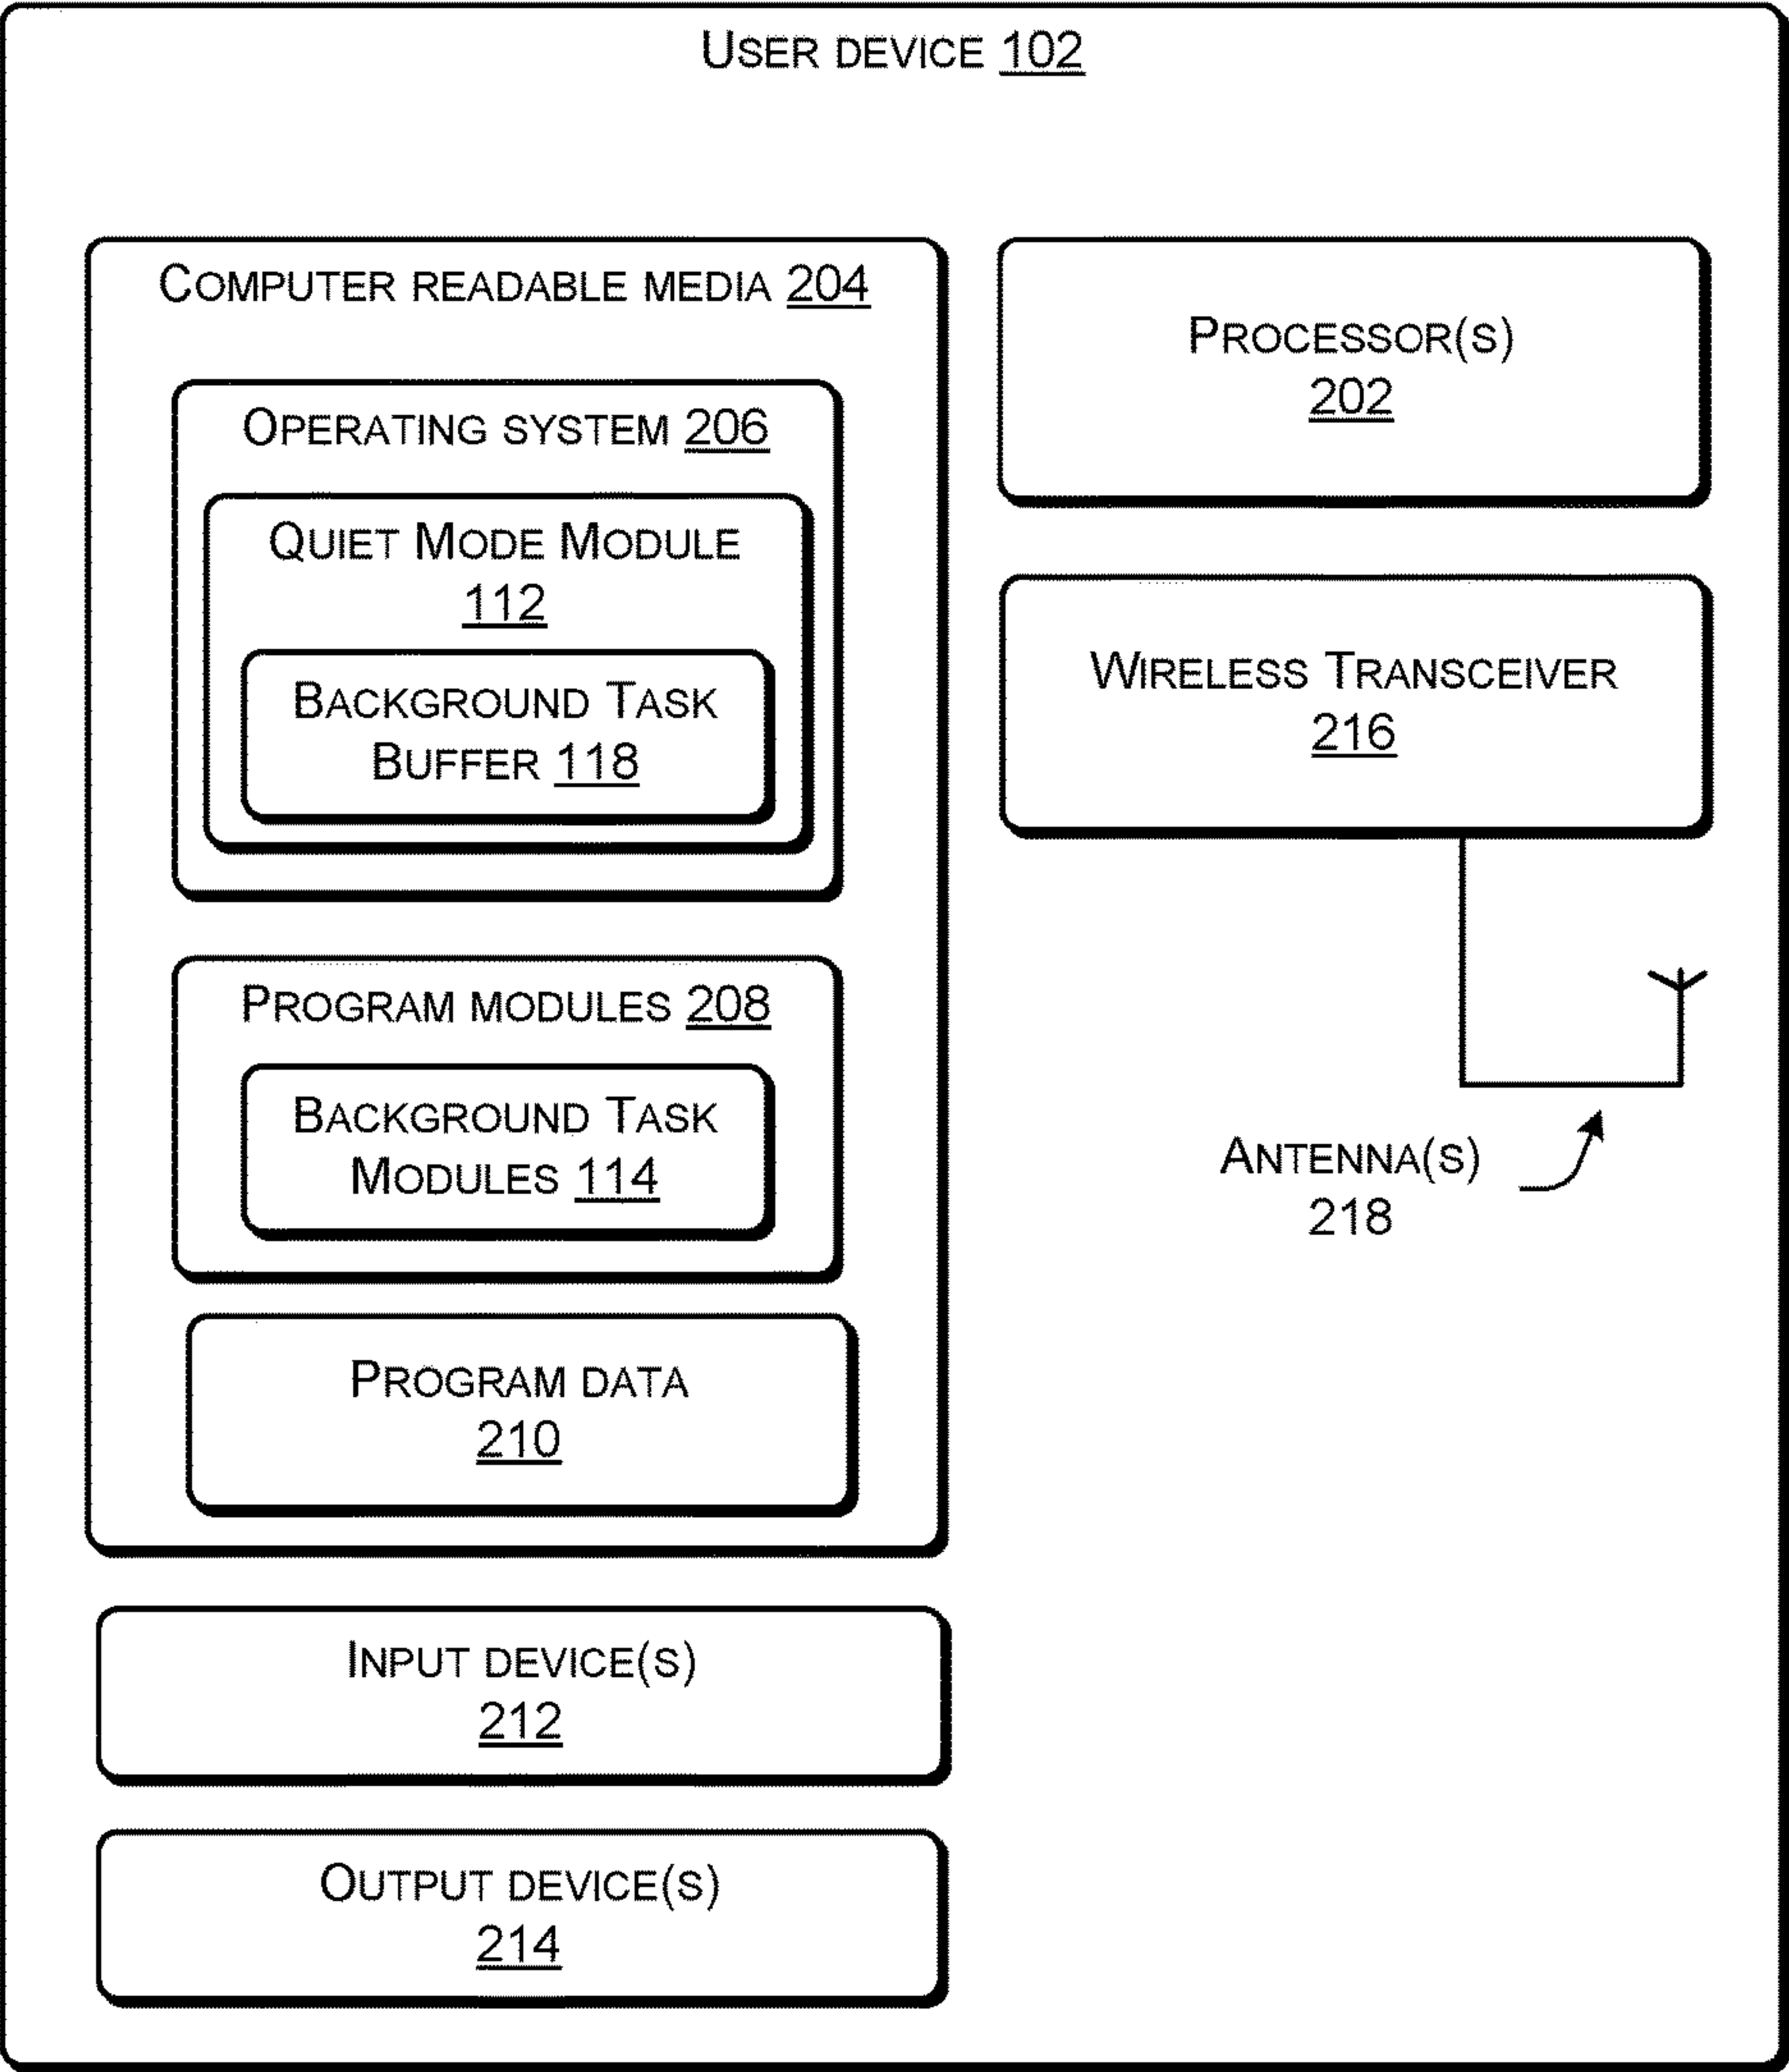 USER DEVICE 102
COMPUTER READABLE MEDIA 204
OPERATING SYSTEM 206
QUIET MODE MODULE
112
BACKGROUND TASK
BUFFER 118
PROGRAM MODULES 208
BACKGROUND TASK
MODULES 114
PROGRAM DATA
210
INPUT DEVICE(S)
212
OUTPUT DEVICE(S)
214
PROCESSOR(S)
202
WIRELESS TRANSCEIVER
216
ANTENNA(S)
218